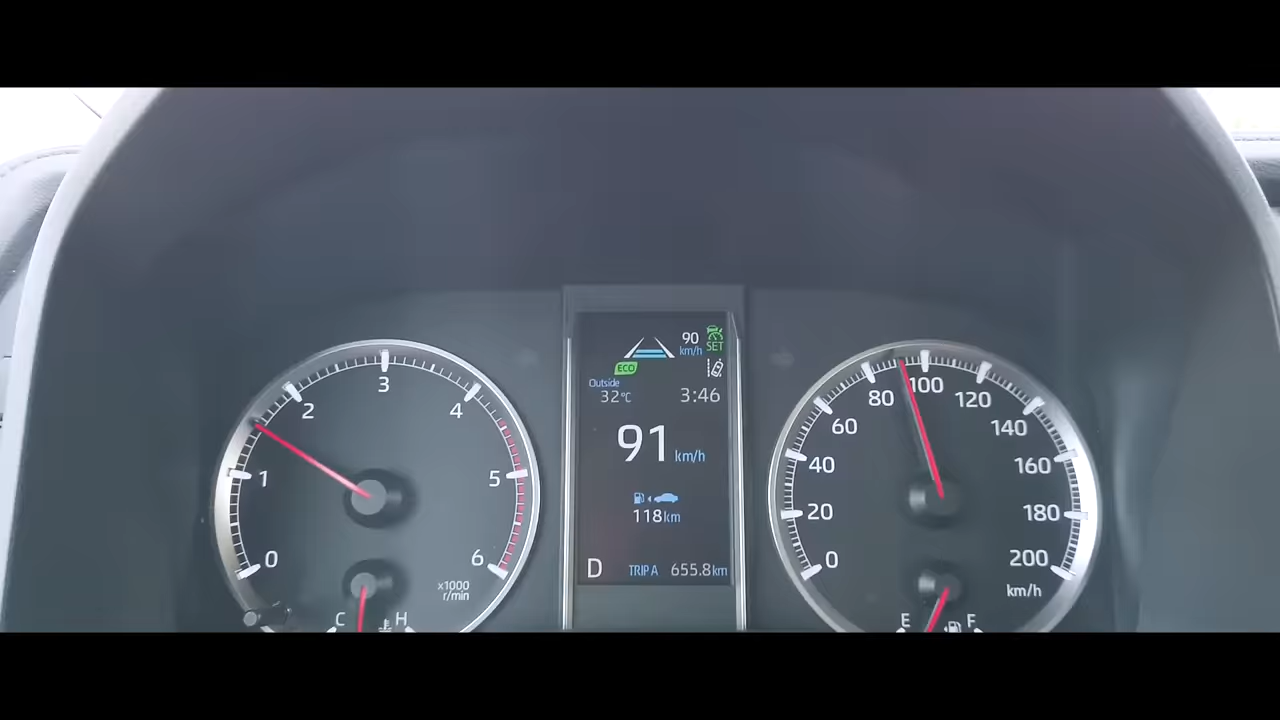 0
1
2
3
4
5
6
x1000
r/min
C H
90
km/h
SET
ECO
Outside
32°C 3:46
91 km/h
118km
D TRIP A 655.8km
0
20
40
60
80
100
120
140
160
180
200
km/h
E F